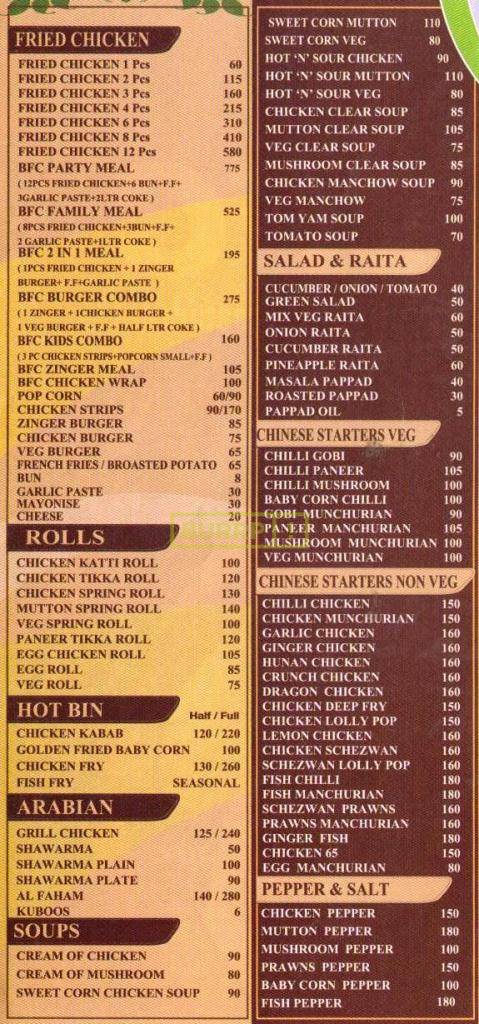 FRIED CHICKEN
FRIED CHICKEN 1 Pcs 60
FRIED CHICKEN 2 Pcs 115
FRIED CHICKEN 3 Pcs 160
FRIED CHICKEN 4 Pcs 215
FRIED CHICKEN 6 Pcs 310
FRIED CHICKEN 8 Pcs 410
FRIED CHICKEN 12 Pcs 580
BFC PARTY MEAL 775
( 12PCS FRIED CHICKEN+6 BUN+F.F+
3GARLIC PASTE+2LTR COKE )
BFC FAMILY MEAL 525
( 8PCS FRIED CHICKEN+3BUN+F.F+
2 GARLIC PASTE+1LTR COKE )
BFC 2 IN 1 MEAL 195
( 1PCS FRIED CHICKEN + 1 ZINGER
BURGER+ F.F+GARLIC PASTE )
BFC BURGER COMBO 275
( 1 ZINGER + 1CHICKEN BURGER +
1 VEG BURGER + F.F + HALF LTR COKE )
BFC KIDS COMBO 160
( 3 PC CHICKEN STRIPS+POPCORN SMALL+F.F )
BFC ZINGER MEAL 105
BFC CHICKEN WRAP 100
POP CORN 60/90
CHICKEN STRIPS 90/170
ZINGER BURGER 85
CHICKEN BURGER 75
VEG BURGER 65
FRENCH FRIES / BROASTED POTATO 65
BUN 8
GARLIC PASTE 30
MAYONISE 30
CHEESE 20
ROLLS
CHICKEN KATTI ROLL 100
CHICKEN TIKKA ROLL 120
CHICKEN SPRING ROLL 130
MUTTON SPRING ROLL 140
VEG SPRING ROLL 100
PANEER TIKKA ROLL 120
EGG CHICKEN ROLL 105
EGG ROLL 85
VEG ROLL 75
HOT BIN Half / Full
CHICKEN KABAB 120 / 220
GOLDEN FRIED BABY CORN 100
CHICKEN FRY 130 / 260
FISH FRY SEASONAL
ARABIAN
GRILL CHICKEN 125 / 240
SHAWARMA 50
SHAWARMA PLAIN 100
SHAWARMA PLATE 90
AL FAHAM 140 / 280
KUBOOS 6
SOUPS
CREAM OF CHICKEN 90
CREAM OF MUSHROOM 80
SWEET CORN CHICKEN SOUP 90
SWEET CORN MUTTON 110
SWEET CORN VEG 80
HOT 'N' SOUR CHICKEN 90
HOT 'N' SOUR MUTTON 110
HOT 'N' SOUR VEG 80
CHICKEN CLEAR SOUP 85
MUTTON CLEAR SOUP 105
VEG CLEAR SOUP 75
MUSHROOM CLEAR SOUP 85
CHICKEN MANCHOW SOUP 90
VEG MANCHOW 75
TOM YAM SOUP 100
TOMATO SOUP 70
SALAD & RAITA
CUCUMBER / ONION / TOMATO 40
GREEN SALAD 50
MIX VEG RAITA 60
ONION RAITA 50
CUCUMBER RAITA 50
PINEAPPLE RAITA 60
MASALA PAPPAD 40
ROASTED PAPPAD 30
PAPPAD OIL 5
CHINESE STARTERS VEG
CHILLI GOBI 90
CHILLI PANEER 105
CHILLI MUSHROOM 100
BABY CORN CHILLI 100
GOBI MUNCHURIAN 90
PANEER MANCHURIAN 105
MUSHROOM MUNCHURIAN 100
VEG MUNCHURIAN 100
CHINESE STARTERS NON VEG
CHILLI CHICKEN 150
CHICKEN MUNCHURIAN 150
GARLIC CHICKEN 160
GINGER CHICKEN 160
HUNAN CHICKEN 160
CRUNCH CHICKEN 160
DRAGON CHICKEN 160
CHICKEN DEEP FRY 150
CHICKEN LOLLY POP 150
LEMON CHICKEN 160
CHICKEN SCHEZWAN 160
SCHEZWAN LOLLY POP 160
FISH CHILLI 180
FISH MANCHURIAN 180
SCHEZWAN PRAWNS 160
PRAWNS MANCHURIAN 160
GINGER FISH 180
CHICKEN 65 150
EGG MANCHURIAN 80
PEPPER & SALT
CHICKEN PEPPER 150
MUTTON PEPPER 180
MUSHROOM PEPPER 100
PRAWNS PEPPER 150
BABY CORN PEPPER 100
FISH PEPPER 180